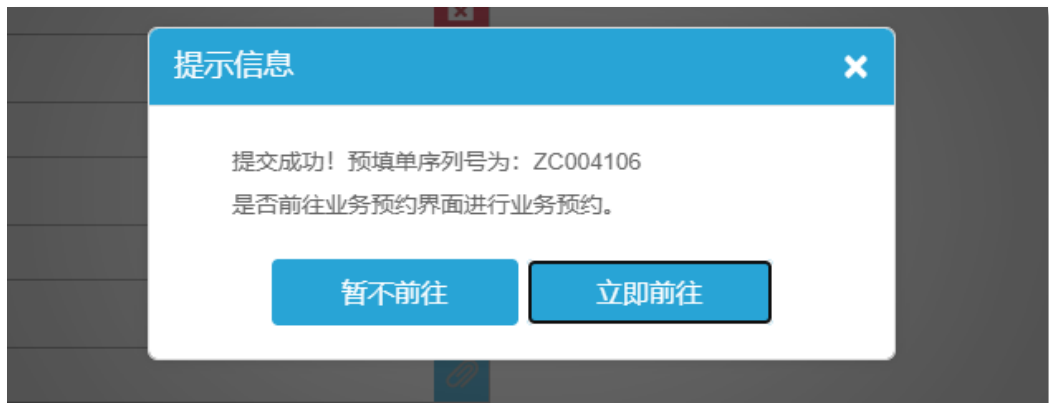 提示信息
提交成功！预填单序列号为：ZC004106
是否前往业务预约界面进行业务预约。
暂不前往
立即前往